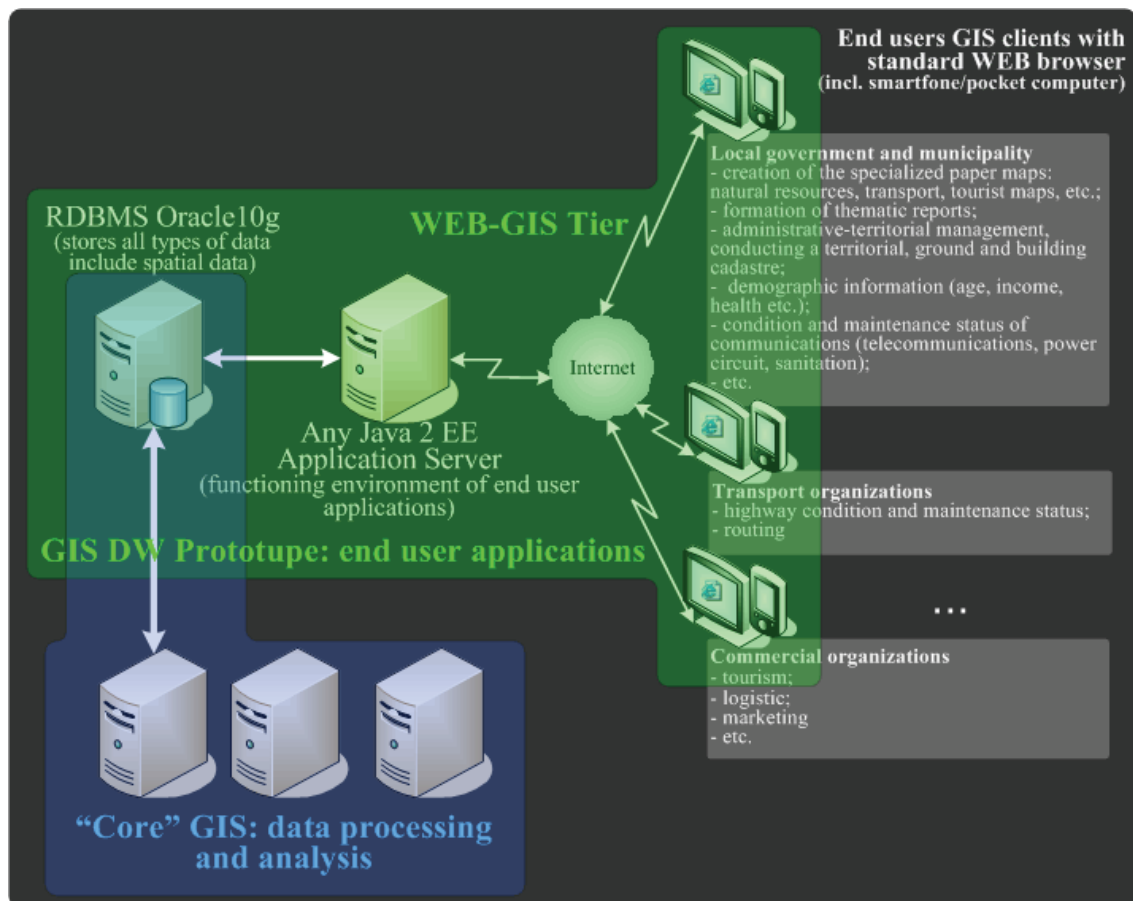 End users GIS clients with
standard WEB browser
(incl. smartfone/pocket computer)
Local government and municipality
- creation of the specialized paper maps:
natural resources, transport, tourist maps, etc.;
- formation of thematic reports;
- administrative-territorial management,
conducting a territorial, ground and building
cadastre;
- demographic information (age, income,
health etc.);
- condition and maintenance status of
communications (telecommunications, power
circuit, sanitation);
- etc.
RDBMS Oracle10g
(stores all types of data
include spatial data)
WEB-GIS Tier
Internet
Any Java 2 EE
Application Server
(functioning environment of end user
applications)
GIS DW Prototupe: end user applications
Transport organizations
- highway condition and maintenance status;
- routing
...
Commercial organizations
- tourism;
- logistic;
- marketing
- etc.
“Core” GIS: data processing
and analysis